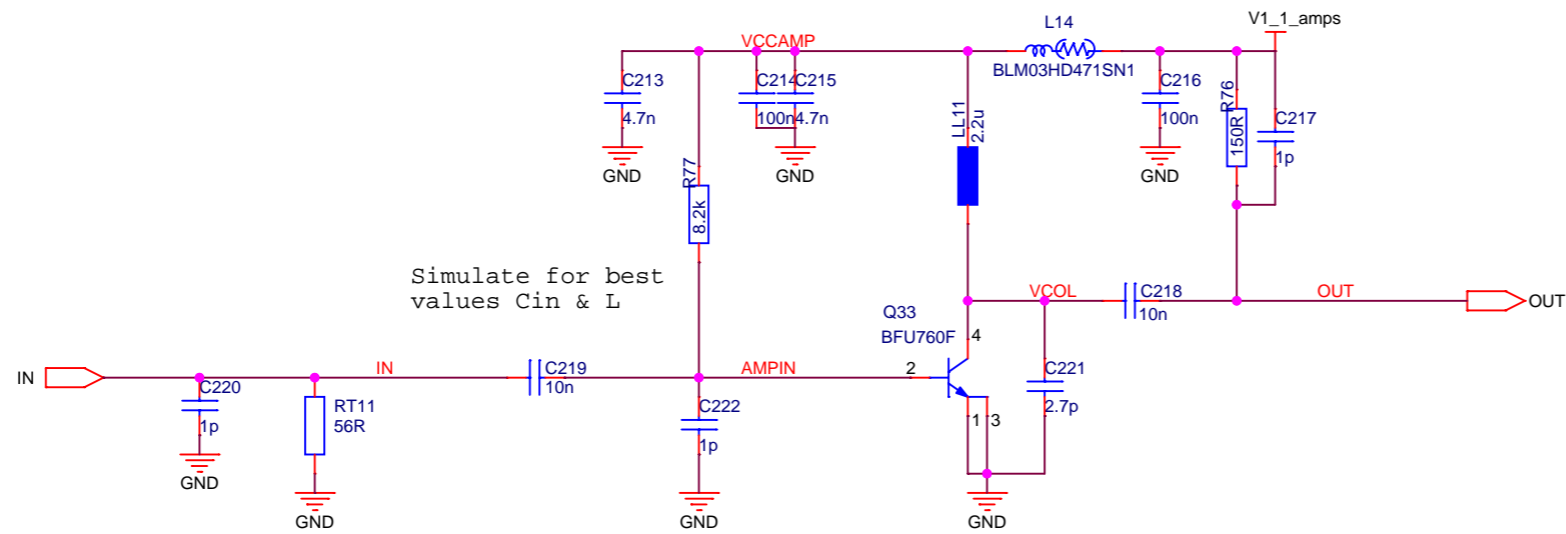 V1_1_amps
L14
VCCAMP
BLM03HD471SN1
C213
4.7n
C214
100n
C215
4.7n
LL11
2.2u
C216
100n
R76
150R
C217
1p
GND
GND
GND
R77
8.2k
Simulate for best
values Cin & L
VCOL
C218
10n
OUT
OUT
Q33
BFU760F
4
IN
IN
C219
10n
AMPIN
2
C221
2.7p
C220
1p
RT11
56R
C222
1p
1
3
GND
GND
GND
GND